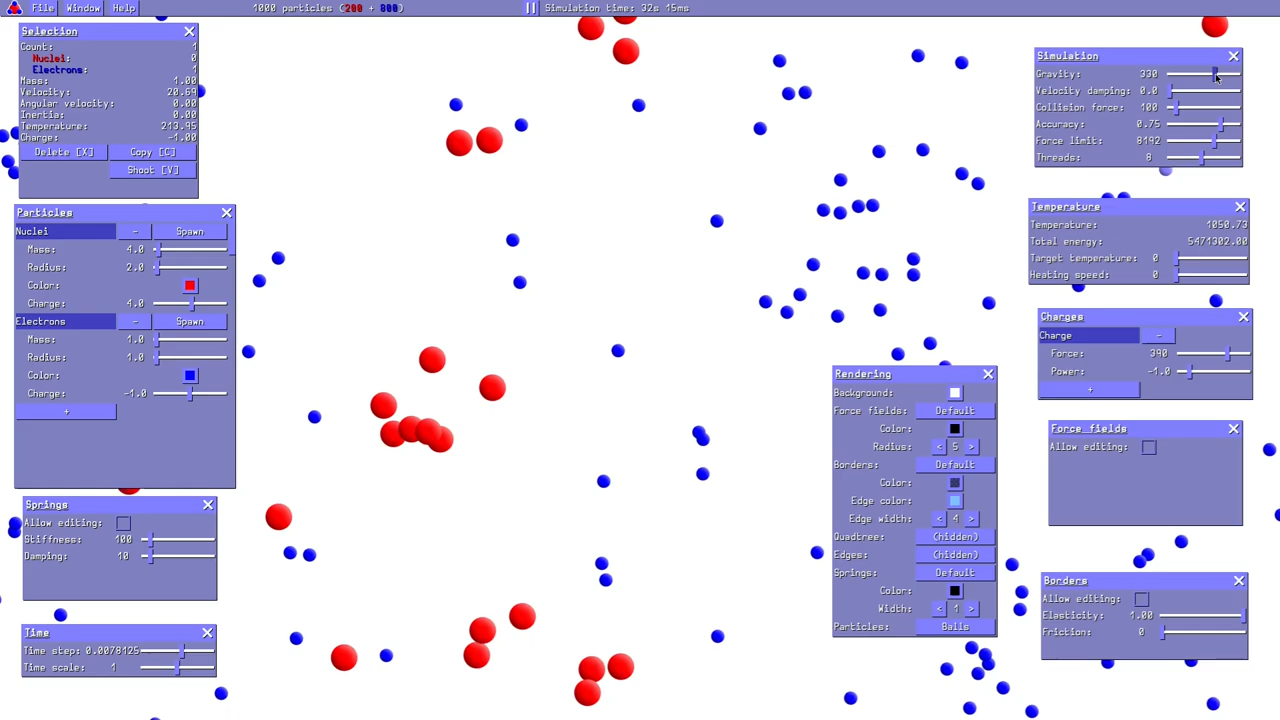 File Window Help
1000 particles (200 + 800)
Simulation time: 32s 15ms
Selection
Count: 1
Nuclei: 0
Electrons: 1
Mass: 1.00
Velocity: 20.69
Angular velocity: 0.00
Inertia: 0.00
Temperature: 213.95
Charge: -1.00
Delete [X] Copy [C]
Shoot [V]
Particles
Nuclei - Spawn
Mass: 4.0
Radius: 2.0
Color:
Charge: 4.0
Electrons - Spawn
Mass: 1.0
Radius: 1.0
Color:
Charge: -1.0
+
Springs
Allow editing:
Stiffness: 100
Damping: 10
Time
Time step: 0.0078125
Time scale: 1
Rendering
Background:
Force fields: Default
Color:
Radius: < 5 >
Borders: Default
Color:
Edge color:
Edge width: < 4 >
Quadtree: (hidden)
Edges: (hidden)
Springs: Default
Color:
Width: < 1 >
Particles: Balls
Simulation
Gravity: 330
Velocity damping: 0.0
Collision force: 100
Accuracy: 0.75
Force limit: 8192
Threads: 8
Temperature
Temperature: 1050.73
Total energy: 5471302.00
Target temperature: 0
Heating speed: 0
Charges
Charge -
Force: 390
Power: -1.0
+
Force fields
Allow editing:
Borders
Allow editing:
Elasticity: 1.00
Friction: 0